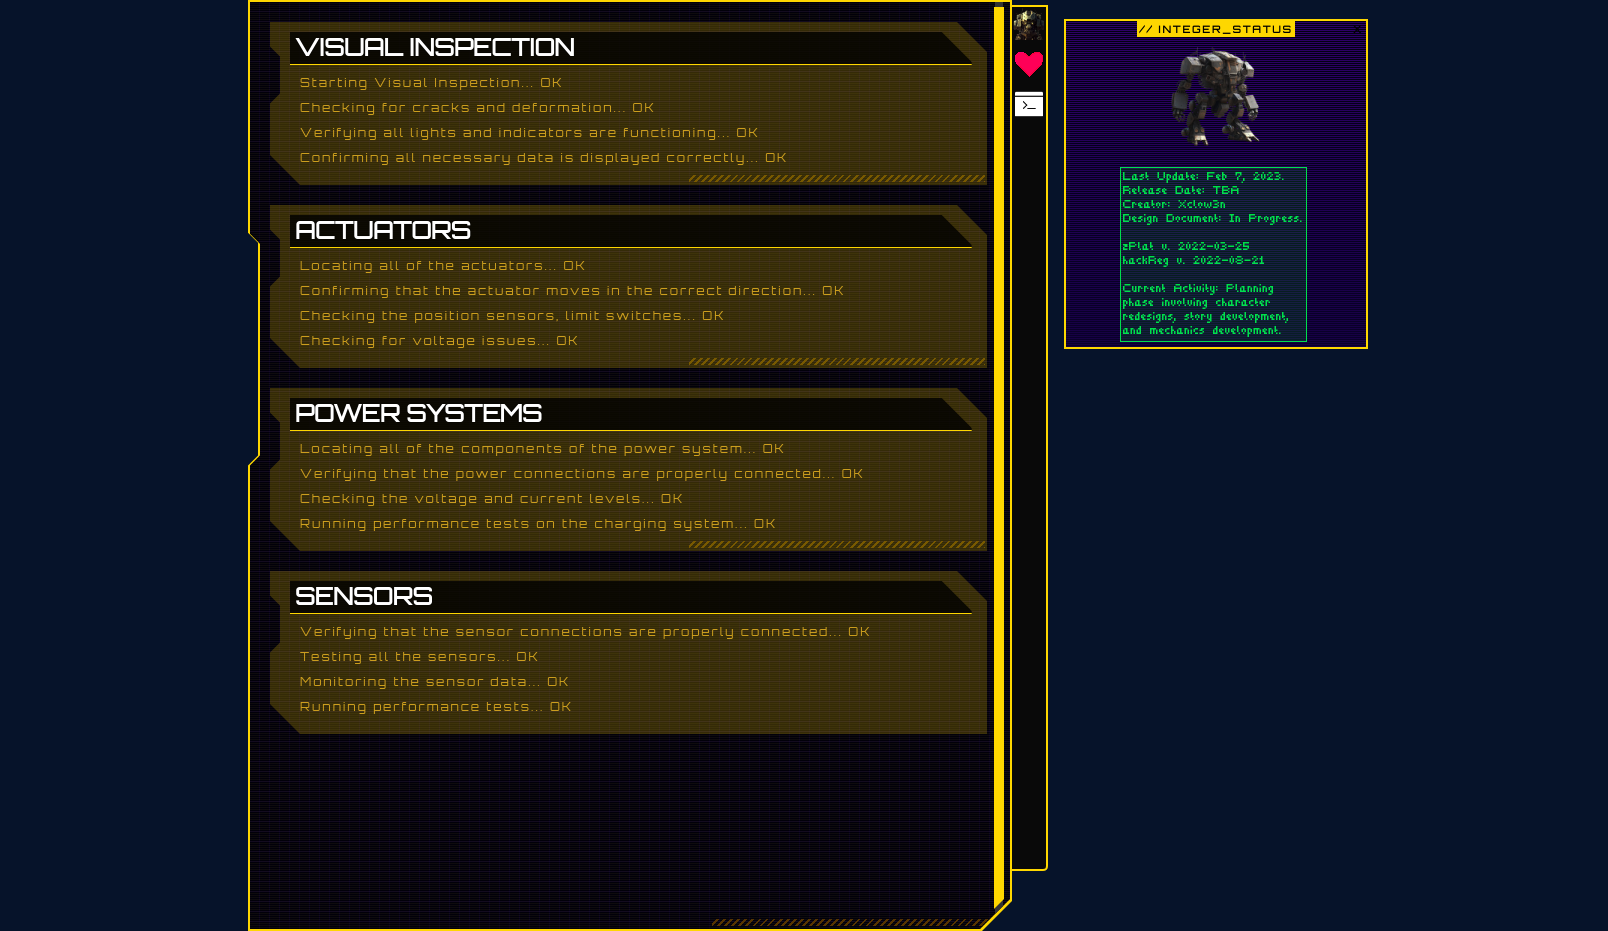 VISUAL INSPECTION
Starting Visual Inspection... OK
Checking for cracks and deformation... OK
Verifying all lights and indicators are functioning... OK
Confirming all necessary data is displayed correctly... OK
ACTUATORS
Locating all of the actuators... OK
Confirming that the actuator moves in the correct direction... OK
Checking the position sensors, limit switches... OK
Checking for voltage issues... OK
POWER SYSTEMS
Locating all of the components of the power system... OK
Verifying that the power connections are properly connected... OK
Checking the voltage and current levels... OK
Running performance tests on the charging system... OK
SENSORS
Verifying that the sensor connections are properly connected... OK
Testing all the sensors... OK
Monitoring the sensor data... OK
Running performance tests... OK
>_
// INTEGER_STATUS
Last Update: Feb 7, 2023.
Release Date: TBA
Creator: Xclow3n
Design Document: In Progress.
zPlat v. 2022-03-25
hackReg v. 2022-08-21
Current Activity: Planning
phase involving character
redesigns, story development,
and mechanics development.